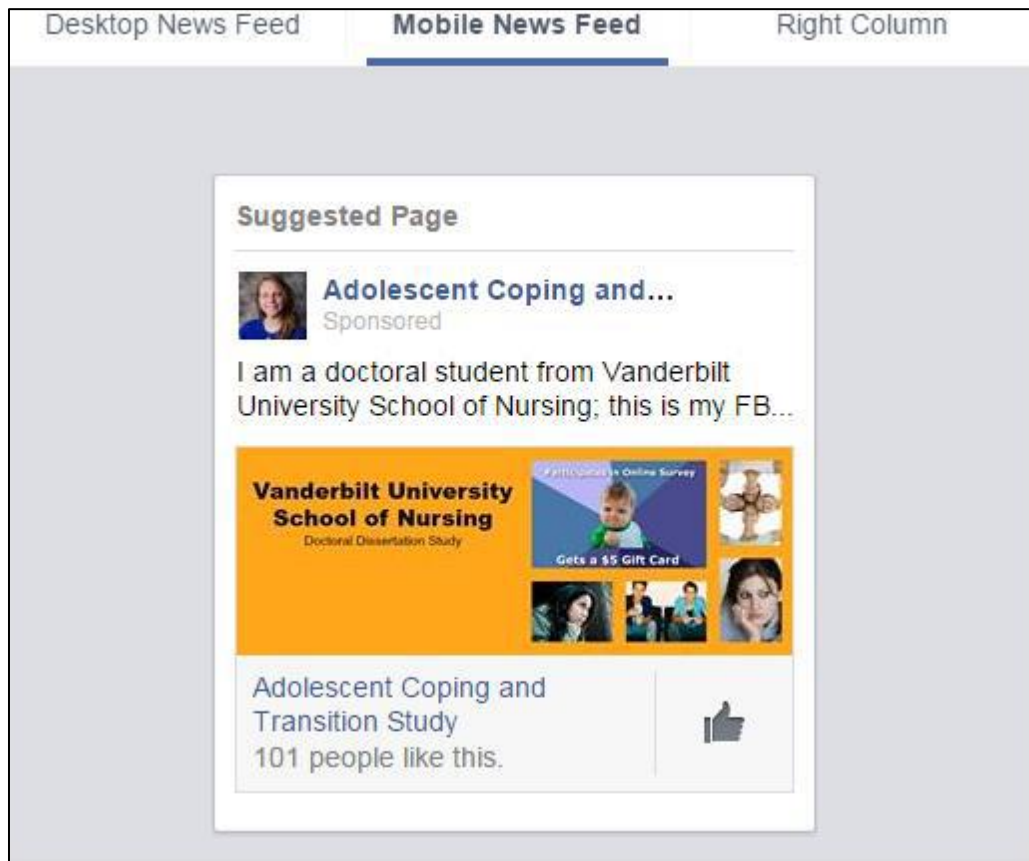 Desktop News Feed
Mobile News Feed
Right Column
Suggested Page
Adolescent Coping and...
Sponsored
I am a doctoral student from Vanderbilt
University School of Nursing; this is my FB...
Vanderbilt University
School of Nursing
Doctoral Dissertation Study
Participates in Online Survey
Gets a $5 Gift Card
Adolescent Coping and
Transition Study
101 people like this.